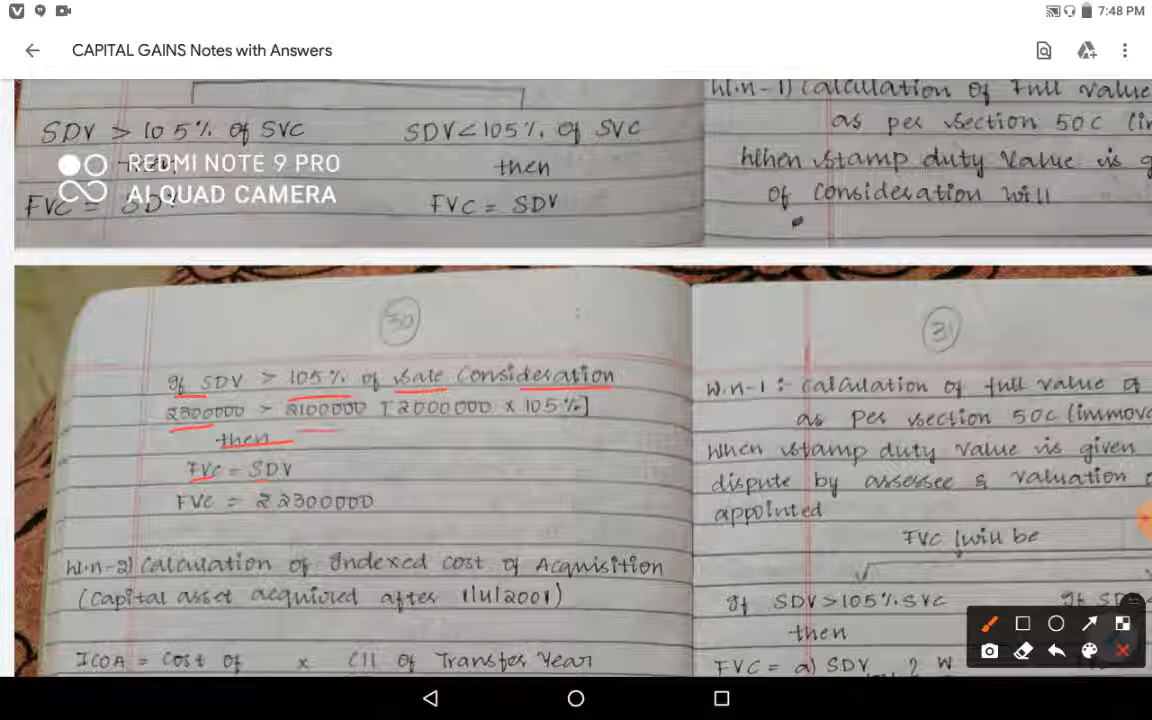 7:48 PM
CAPITAL GAINS Notes with Answers
SDV > 105% of SVC
SDV < 105% of SVC
then
REDMI NOTE 9 PRO
AI QUAD CAMERA
FVC =
FVC = SDV
W.n-1) Calculation of Full Value
as per section 50C
When stamp duty value is
of consideration will
30
If SDV > 105% of Sale Consideration
2300000 > 2100000 [2000000 x 105%]
then
FVC = SDV
FVC = ₹ 2300000
W.n-2) Calculation of Indexed Cost of Acquisition
(Capital asset acquired after 1/4/2001)
ICOA = Cost of x CII of Transfer Year
31
W.n-1 :- Calculation of full value of
as per section 50C
When stamp duty value is given
dispute by assessee & valuation
appointed
FVC will be
If SDV > 105% SVC
If
then
FVC = a) SDV